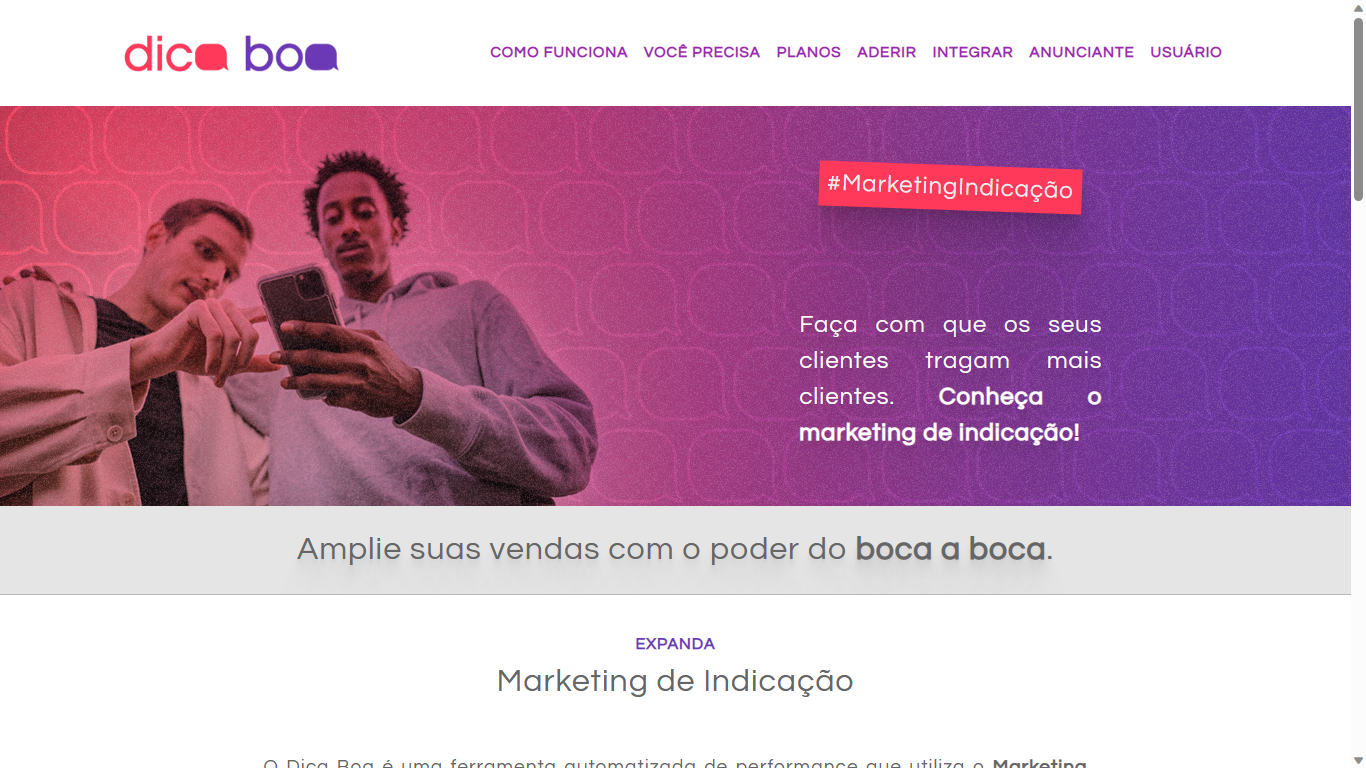 dica boa
COMO FUNCIONA VOCÊ PRECISA PLANOS ADERIR INTEGRAR ANUNCIANTE USUÁRIO
#MarketingIndicação
Faça com que os seus
clientes tragam mais
clientes. Conheça o
marketing de indicação!
Amplie suas vendas com o poder do boca a boca.
EXPANDA
Marketing de Indicação
O Dica Boa é uma ferramenta automatizada de performance que utiliza o Marketing